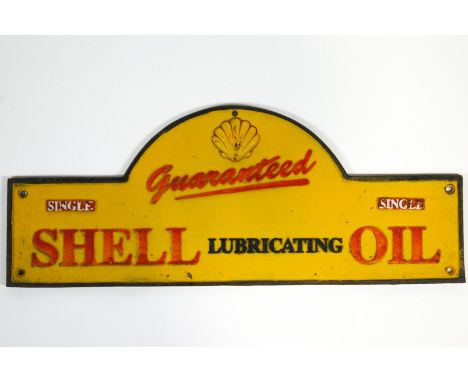 Guaranteed
SINGLE SINGLE
SHELL LUBRICATING OIL